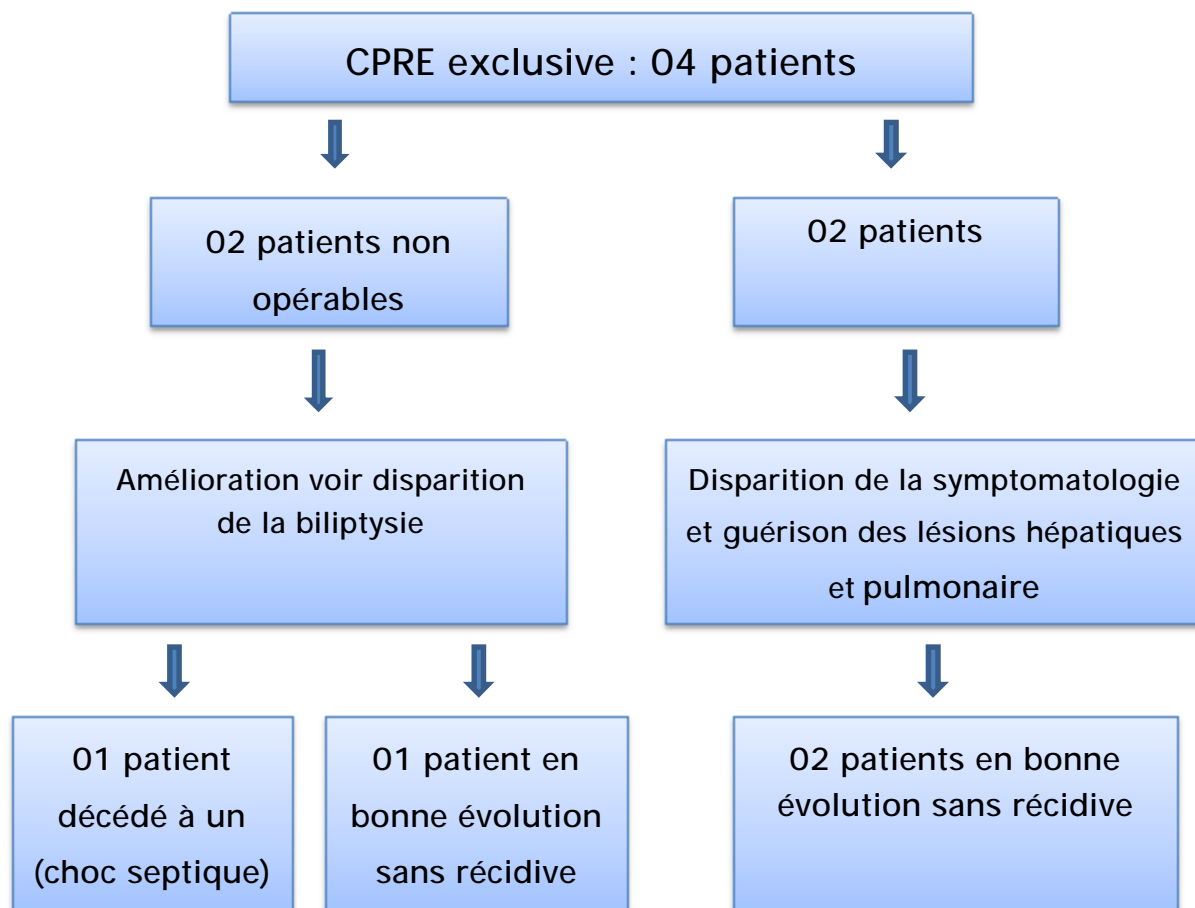 CPRE exclusive : 04 patients
02 patients non
opérables
02 patients
Amélioration voir disparition
de la biliptysie
Disparition de la symptomatologie
et guérison des lésions hépatiques
et pulmonaire
01 patient
décédé à un
(choc septique)
01 patient en
bonne évolution
sans récidive
02 patients en bonne
évolution sans récidive